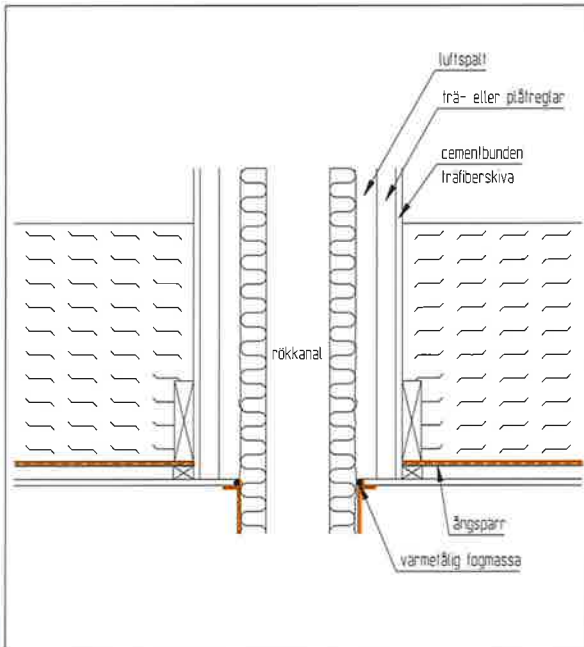 luftspalt
trä- eller plåtreglar
cementbunden
träfiberskiva
rökkanal
ångspärr
värmetålig fogmassa